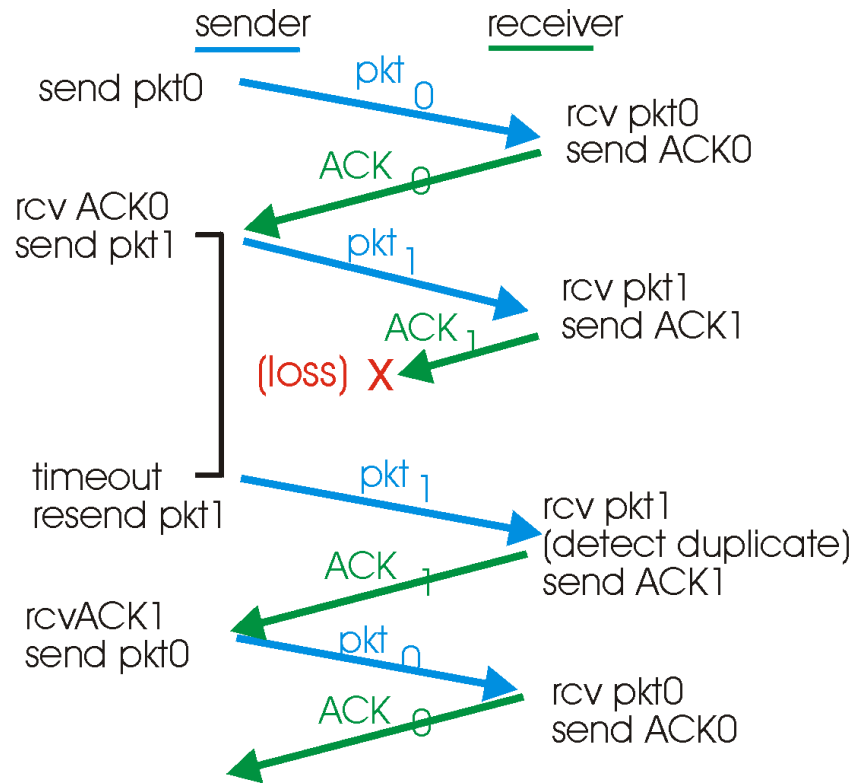 sender
receiver
send pkt0
pkt 0
rcv pkt0
send ACK0
ACK 0
rcv ACK0
send pkt1
pkt 1
rcv pkt1
send ACK1
ACK 1
(loss) X
timeout
resend pkt1
pkt 1
rcv pkt1
(detect duplicate)
send ACK1
ACK 1
rcvACK1
send pkt0
pkt 0
rcv pkt0
send ACK0
ACK 0